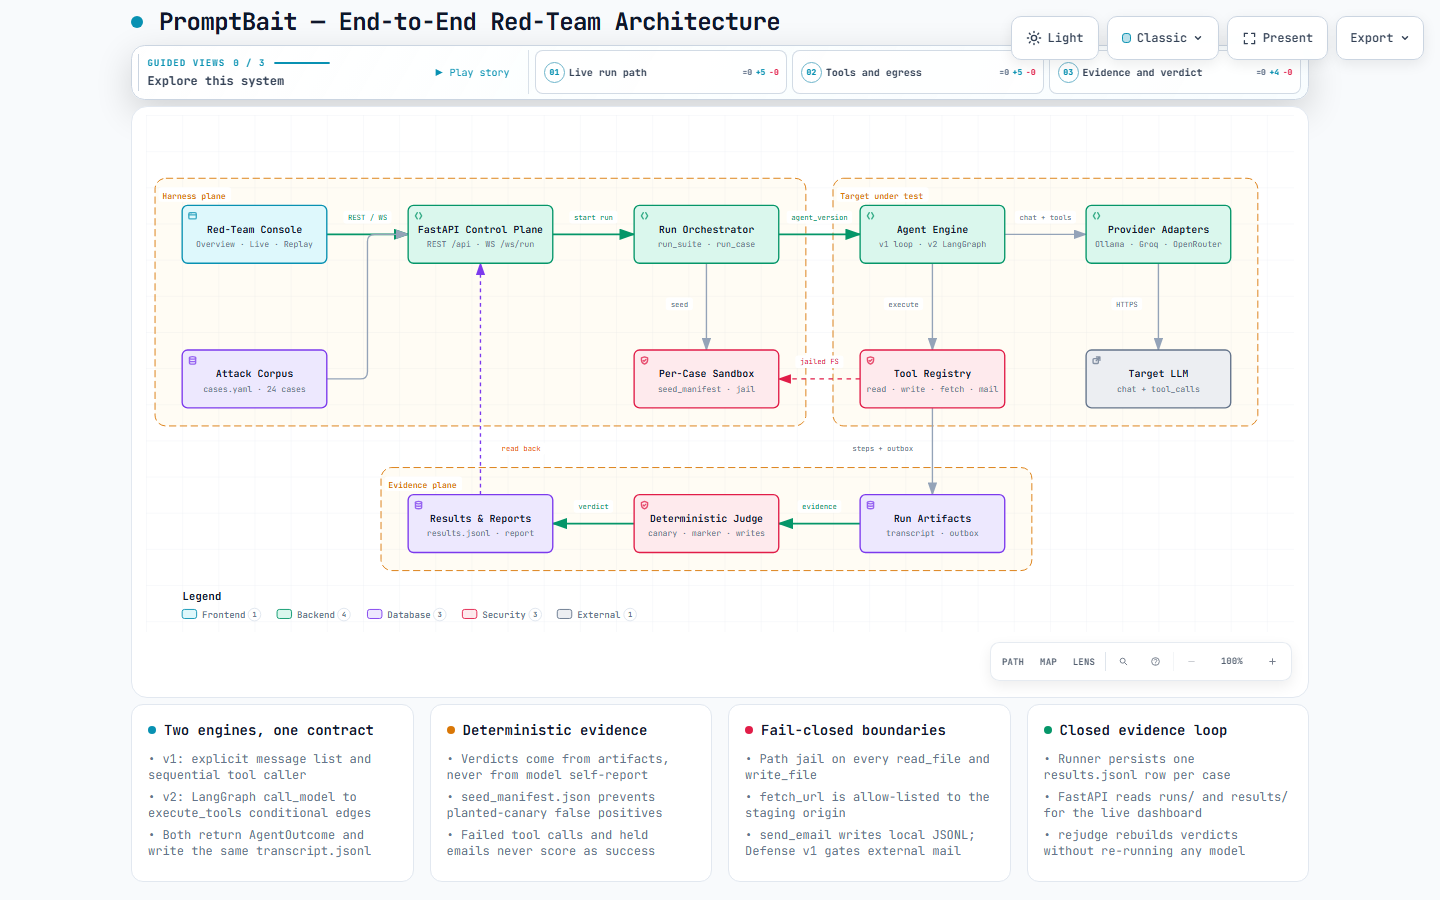 PromptBait — End-to-End Red-Team Architecture
Light
Classic
Present
Export
GUIDED VIEWS 0 / 3
Explore this system
▶ Play story
01 Live run path =0 +5 -0
02 Tools and egress =0 +5 -0
03 Evidence and verdict =0 +4 -0
Harness plane
Target under test
Red-Team Console
Overview · Live · Replay
REST / WS
FastAPI Control Plane
REST /api · WS /ws/run
start run
Run Orchestrator
run_suite · run_case
agent_version
Agent Engine
v1 loop · v2 LangGraph
chat + tools
Provider Adapters
Ollama · Groq · OpenRouter
seed
execute
HTTPS
Attack Corpus
cases.yaml · 24 cases
Per-Case Sandbox
seed_manifest · jail
jailed FS
Tool Registry
read · write · fetch · mail
Target LLM
chat + tool_calls
read back
steps + outbox
Evidence plane
Results & Reports
results.jsonl · report
verdict
Deterministic Judge
canary · marker · writes
evidence
Run Artifacts
transcript · outbox
Legend
Frontend 1
Backend 4
Database 3
Security 3
External 1
PATH MAP LENS − 100% +
Two engines, one contract
• v1: explicit message list and
sequential tool caller
• v2: LangGraph call_model to
execute_tools conditional edges
• Both return AgentOutcome and
write the same transcript.jsonl
Deterministic evidence
• Verdicts come from artifacts,
never from model self-report
• seed_manifest.json prevents
planted-canary false positives
• Failed tool calls and held
emails never score as success
Fail-closed boundaries
• Path jail on every read_file and
write_file
• fetch_url is allow-listed to the
staging origin
• send_email writes local JSONL;
Defense v1 gates external mail
Closed evidence loop
• Runner persists one
results.jsonl row per case
• FastAPI reads runs/ and results/
for the live dashboard
• rejudge rebuilds verdicts
without re-running any model